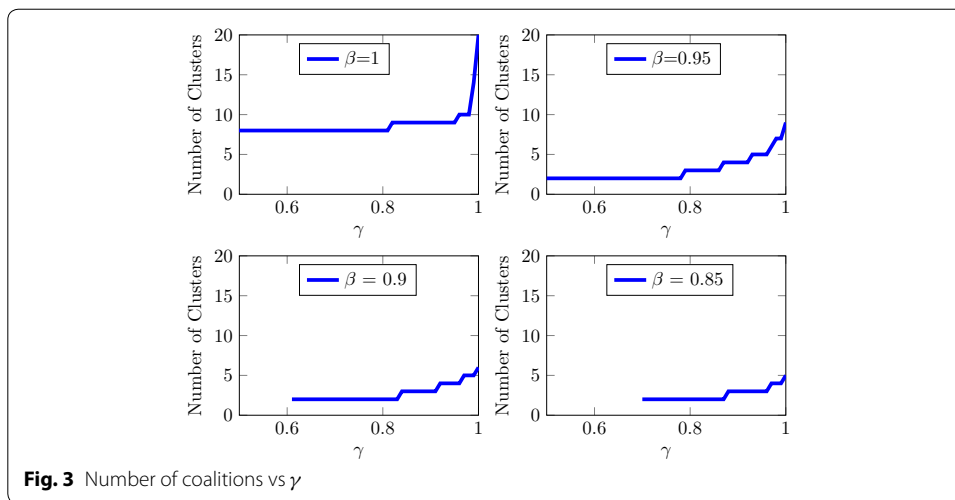 20
15
10
5
0
Number of Clusters
β=1
0.6 0.8 1
γ
20
15
10
5
0
Number of Clusters
β=0.95
0.6 0.8 1
γ
20
15
10
5
0
Number of Clusters
β = 0.9
0.6 0.8 1
γ
20
15
10
5
0
Number of Clusters
β = 0.85
0.6 0.8 1
γ
Fig. 3 Number of coalitions vs γ